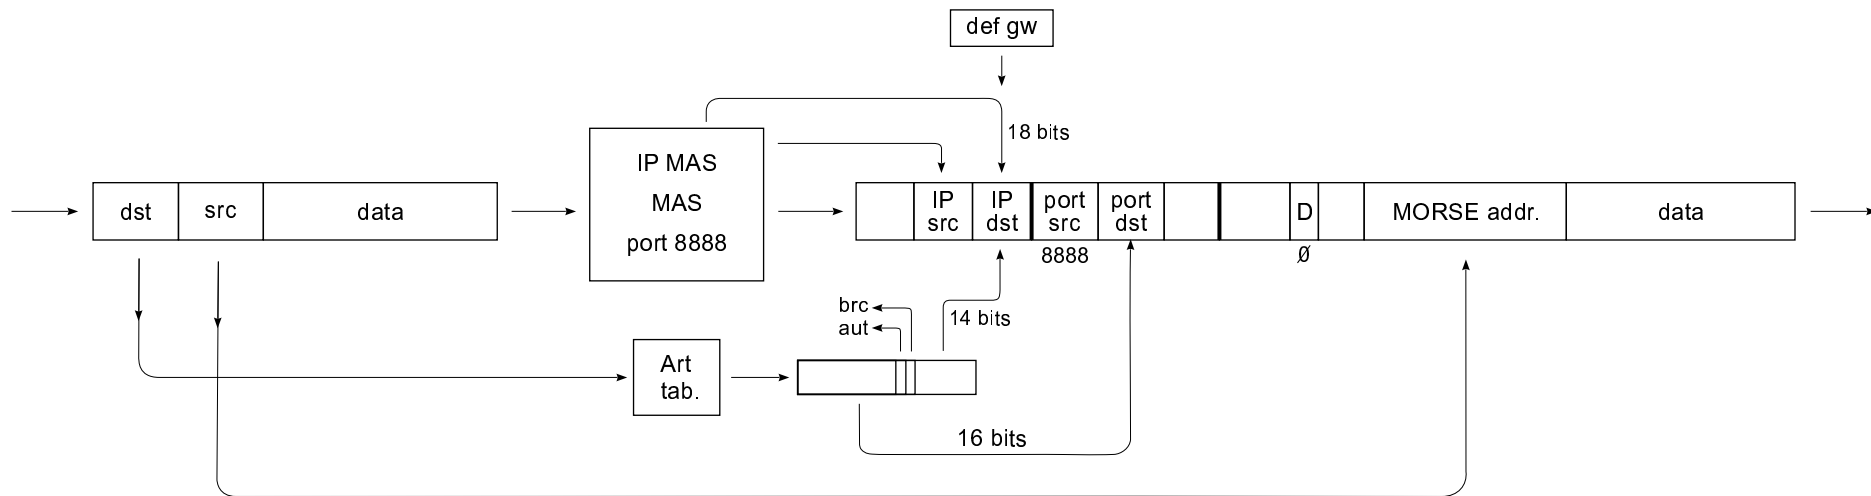 def gw
18 bits
IP MAS
MAS
port 8888
dst
src
data
IP
src
IP
dst
port
src
port
dst
D
MORSE addr.
data
8888
Ø
brc
aut
14 bits
Art
tab.
16 bits